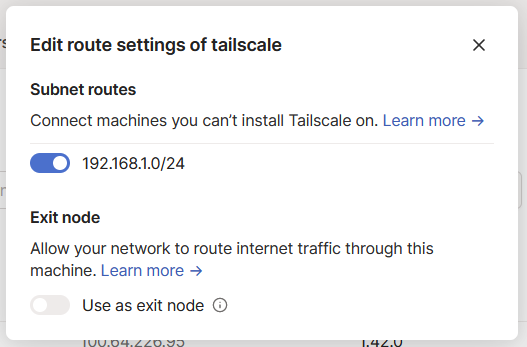 Edit route settings of tailscale
Subnet routes
Connect machines you can’t install Tailscale on. Learn more →
192.168.1.0/24
Exit node
Allow your network to route internet traffic through this
machine. Learn more →
Use as exit node
100.64.226.95 1.42.0